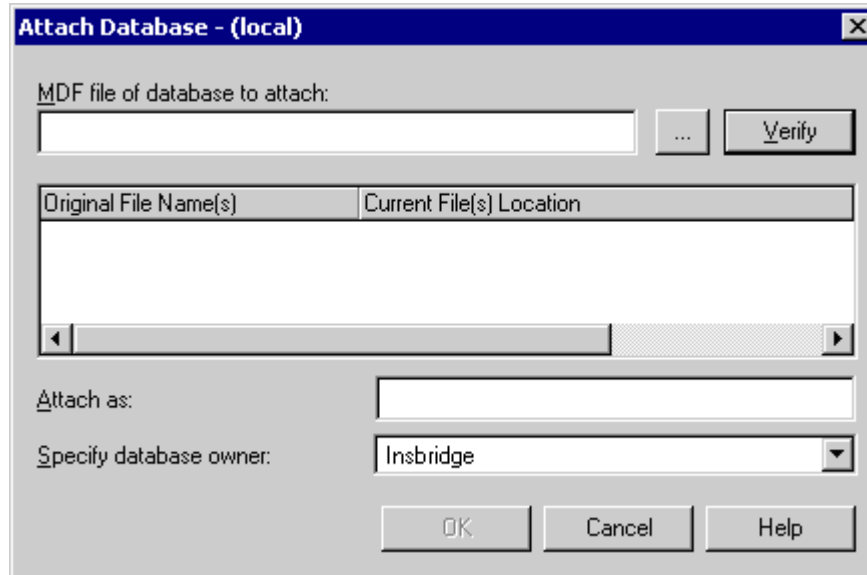 Attach Database - (local)
MDF file of database to attach:
... Verify
Original File Name(s) Current File(s) Location
Attach as:
Specify database owner: Insbridge
OK Cancel Help